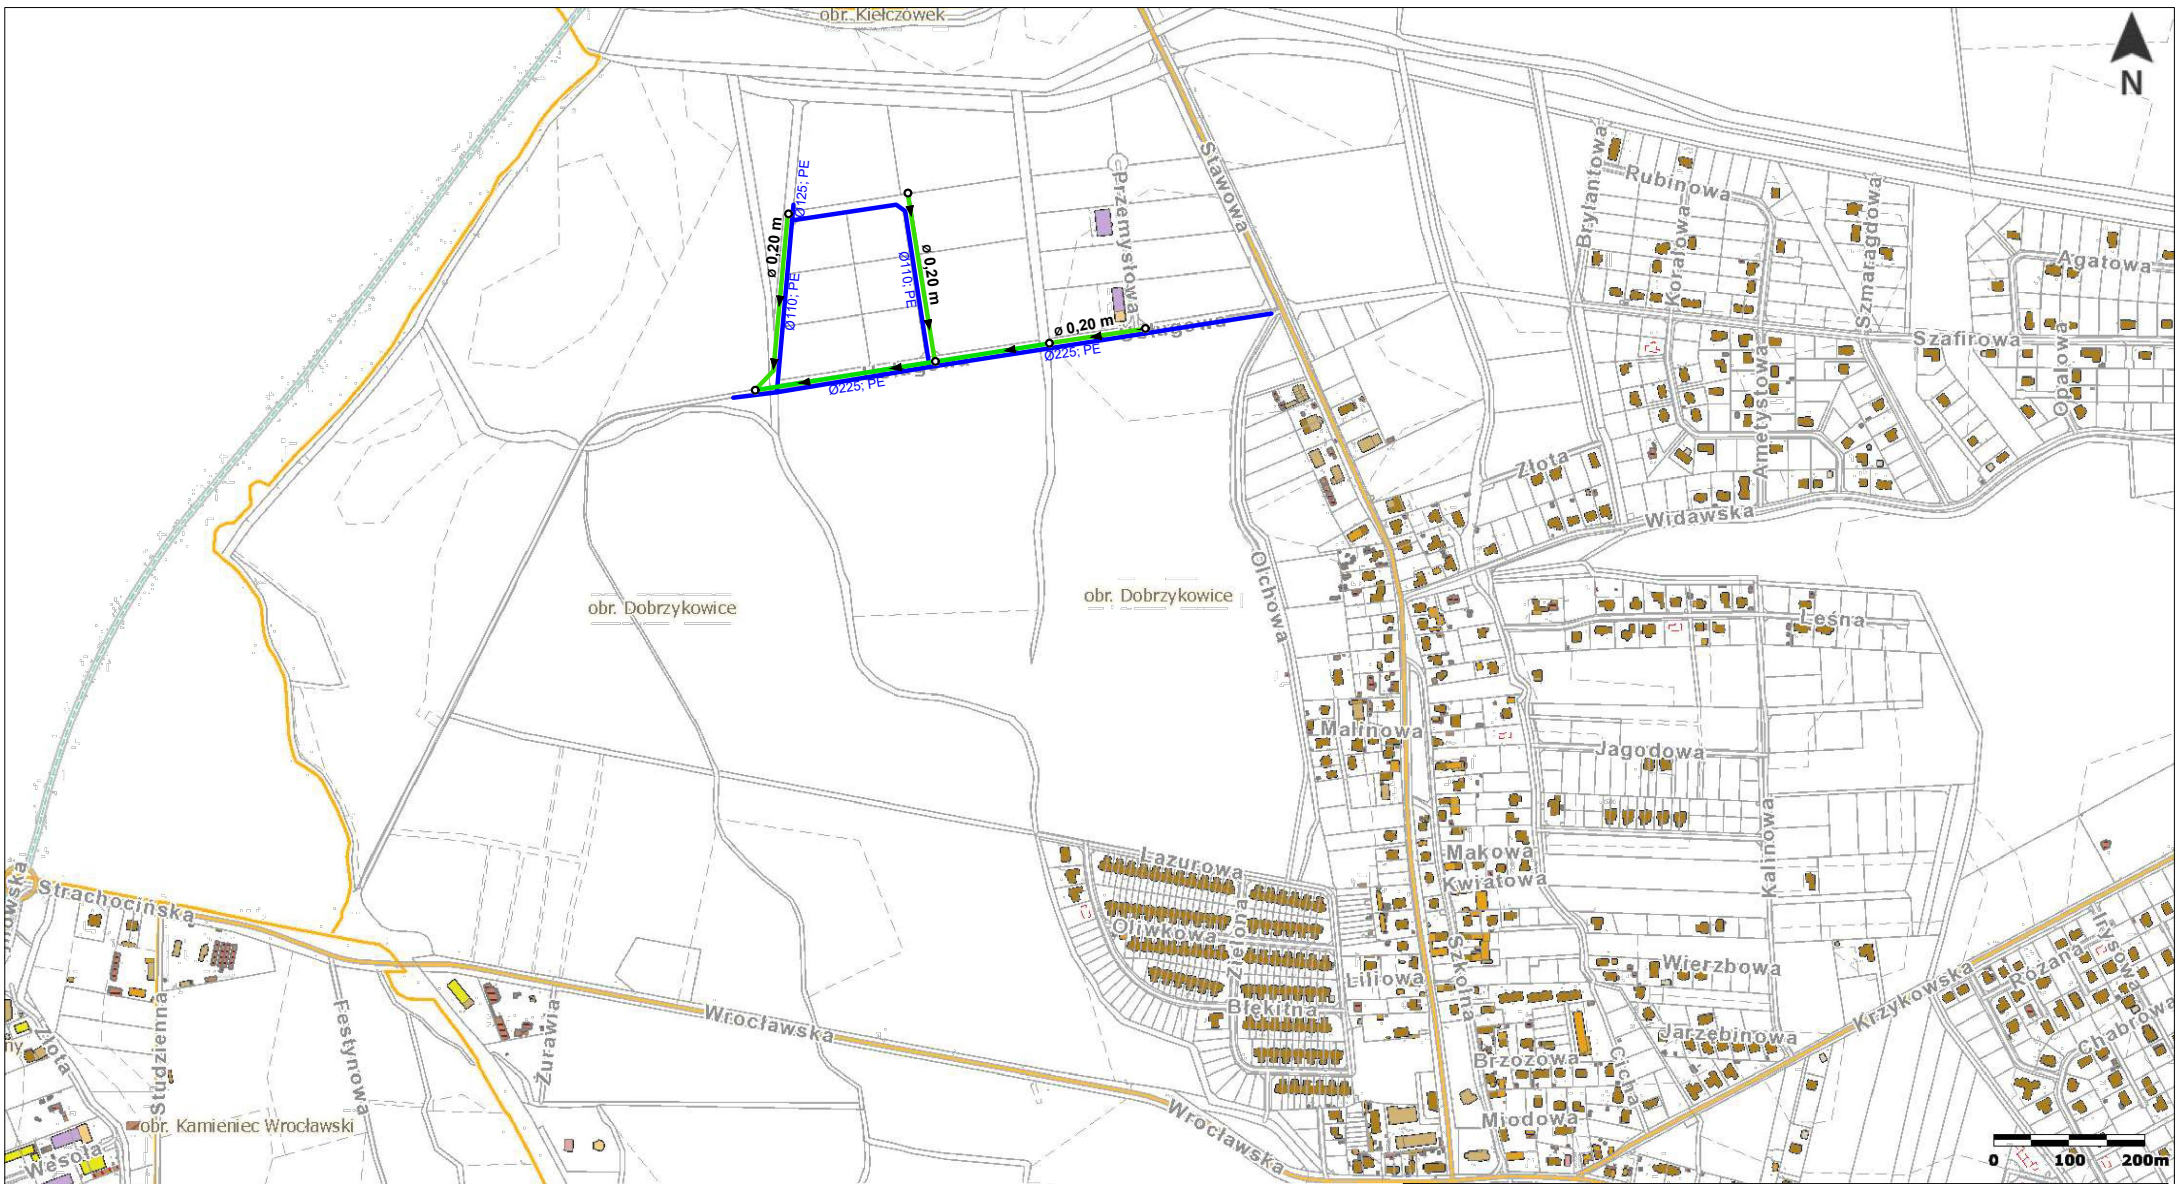 obr. Kiełczówek
N
Stawowa
Przemysłowa
Brylantowa
Rubinowa
Koralowa
Szmaragdowa
Agatowa
Szafirowa
Opalowa
Ametystowa
Ø125; PE
ø 0,20 m
Ø110; PE
Ø110; PE
ø 0,20 m
ø 0,20 m
Ø225; PE
Ø225; PE
Złota
Widawska
Olchowa
obr. Dobrzykowice
obr. Dobrzykowice
Leśna
Malinowa
Jagodowa
Kalinowa
Makowa
Kwiatowa
Lazurowa
Oliwkowa
Zielona
Błękitna
Liliowa
Szkolna
Wierzbowa
Jarzębinowa
Krzykowska
Różana
Irysowa
Chabrowa
Brzozowa
Cicha
Miodowa
Strachocińska
Studzienna
Festynowa
Żurawia
Wrocławska
Wrocławska
Złota
obr. Kamieniec Wrocławski
Wesoła
0 100 200m